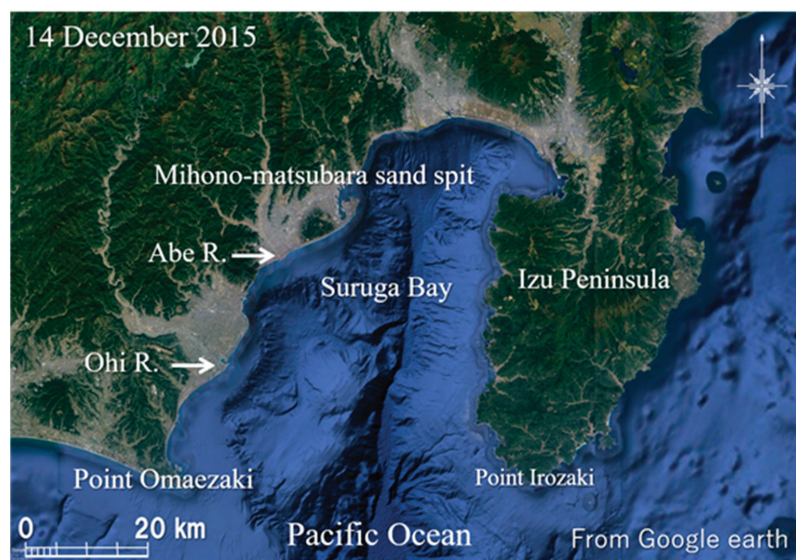 14 December 2015
Mihono-matsubara sand spit
Abe R.
Suruga Bay
Izu Peninsula
Ohi R.
Point Omaezaki
Point Irozaki
0 20 km
Pacific Ocean
From Google earth